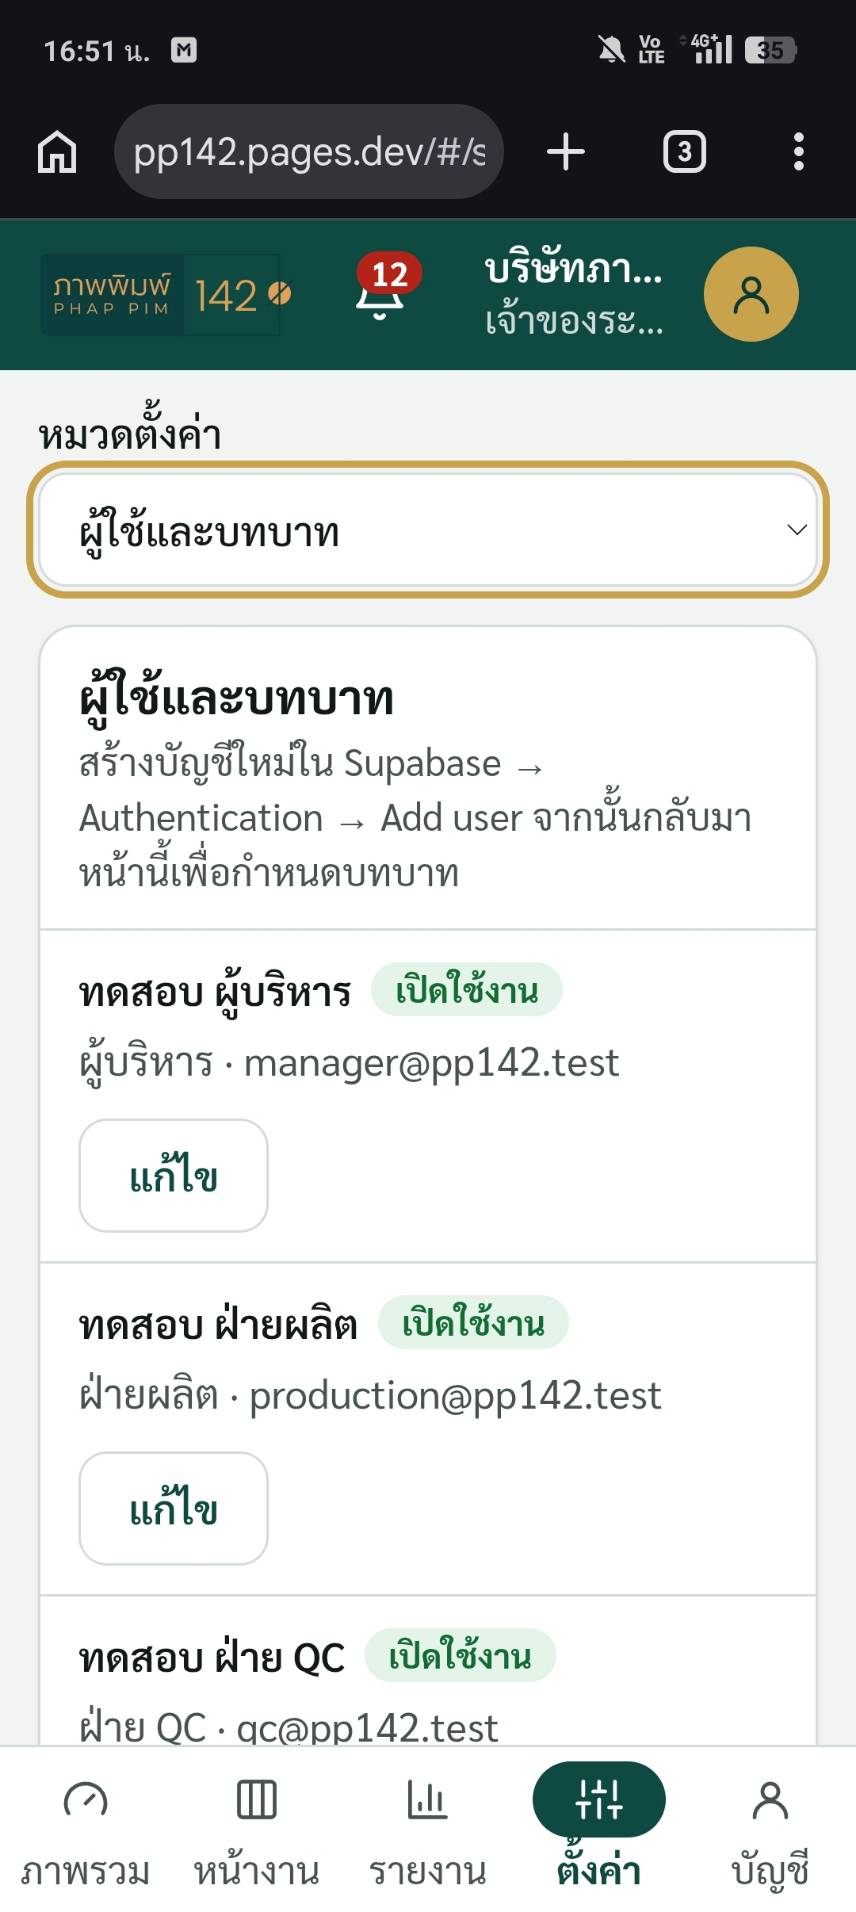 16:51 น. M
Vo LTE 4G+ 35
pp142.pages.dev/#/s
3
ภาพพิมพ์ 142
PHAP PIM
12
บริษัทภา...
เจ้าของระ...
หมวดตั้งค่า
ผู้ใช้และบทบาท
ผู้ใช้และบทบาท
สร้างบัญชีใหม่ใน Supabase →
Authentication → Add user จากนั้นกลับมา
หน้านี้เพื่อกำหนดบทบาท
ทดสอบ ผู้บริหาร เปิดใช้งาน
ผู้บริหาร · manager@pp142.test
แก้ไข
ทดสอบ ฝ่ายผลิต เปิดใช้งาน
ฝ่ายผลิต · production@pp142.test
แก้ไข
ทดสอบ ฝ่าย QC เปิดใช้งาน
ฝ่าย QC · qc@pp142.test
ภาพรวม หน้างาน รายงาน ตั้งค่า บัญชี